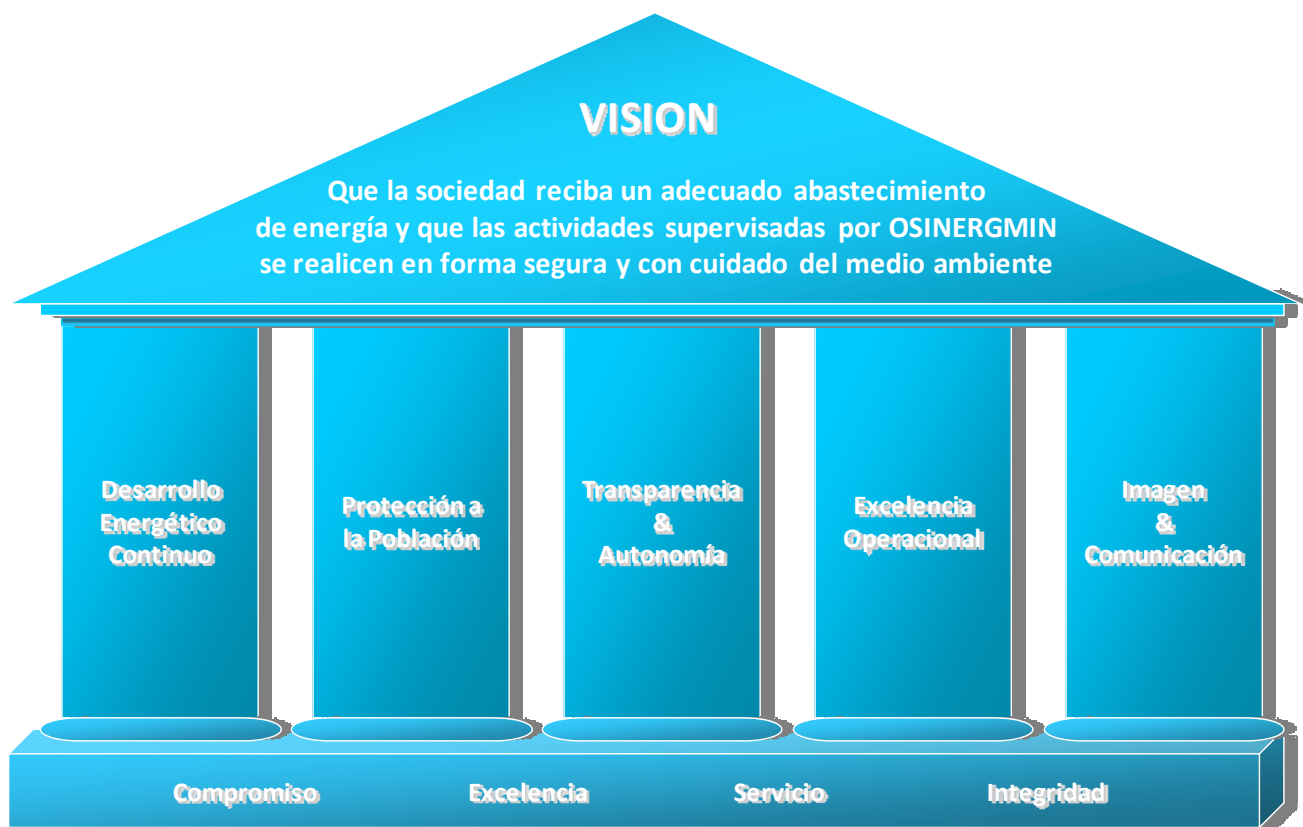 VISION
Que la sociedad reciba un adecuado abastecimiento
de energía y que las actividades supervisadas por OSINERGMIN
se realicen en forma segura y con cuidado del medio ambiente
Desarrollo
Energético
Continuo
Protección a
la Población
Transparencia
&
Autonomía
Excelencia
Operacional
Imagen
&
Comunicación
Compromiso Excelencia Servicio Integridad